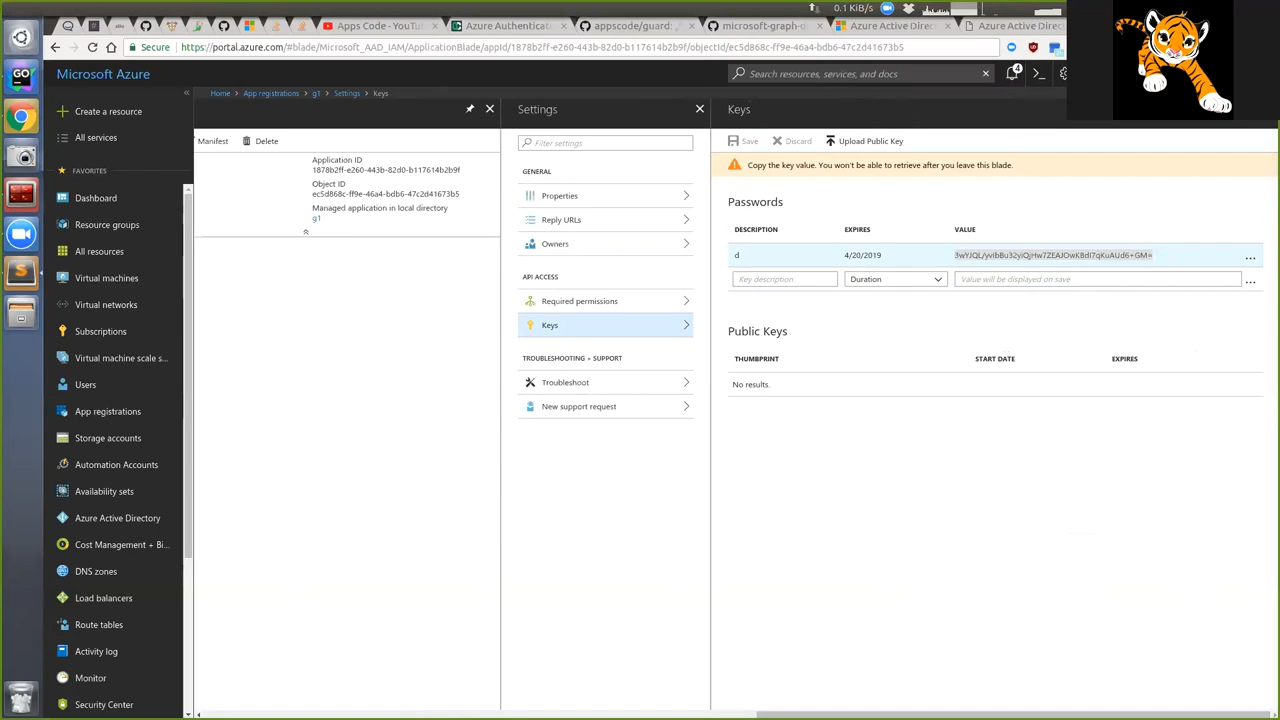 0.1 KiB/s
Apps Code - YouT
Azure Authentica
appscode/guard:
microsoft-graph-d
Azure Active Direc
Azure Active Direc
Secure
https://portal.azure.com/#blade/Microsoft_AAD_IAM/ApplicationBlade/appId/1878b2ff-e260-443b-82d0-b117614b2b9f/objectId/ec5d868c-ff9e-46a4-bdb6-47c2d41673b5
Microsoft Azure
Search resources, services, and docs
4
Home > App registrations > g1 > Settings > Keys
Create a resource
All services
FAVORITES
Dashboard
Resource groups
All resources
Virtual machines
Virtual networks
Subscriptions
Virtual machine scale s...
Users
App registrations
Storage accounts
Automation Accounts
Availability sets
Azure Active Directory
Cost Management + Bi...
DNS zones
Load balancers
Route tables
Activity log
Monitor
Security Center
Manifest
Delete
Application ID
1878b2ff-e260-443b-82d0-b117614b2b9f
Object ID
ec5d868c-ff9e-46a4-bdb6-47c2d41673b5
Managed application in local directory
g1
Settings
Filter settings
GENERAL
Properties
Reply URLs
Owners
API ACCESS
Required permissions
Keys
TROUBLESHOOTING + SUPPORT
Troubleshoot
New support request
Keys
Save
Discard
Upload Public Key
Copy the key value. You won't be able to retrieve after you leave this blade.
Passwords
DESCRIPTION EXPIRES VALUE
d 4/20/2019
Key description Duration Value will be displayed on save
Public Keys
THUMBPRINT START DATE EXPIRES
No results.